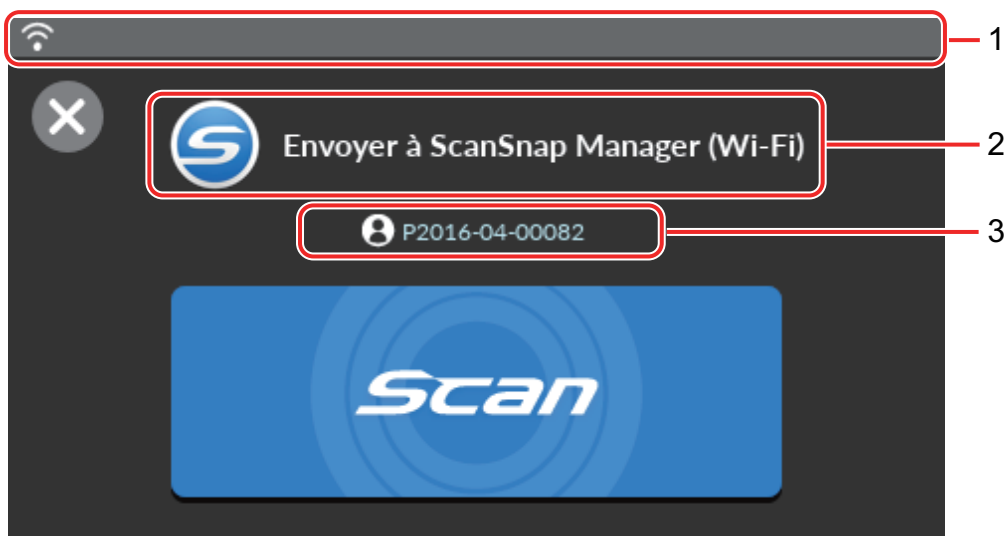 1
Envoyer à ScanSnap Manager (Wi-Fi)
2
P2016-04-00082
3
Scan